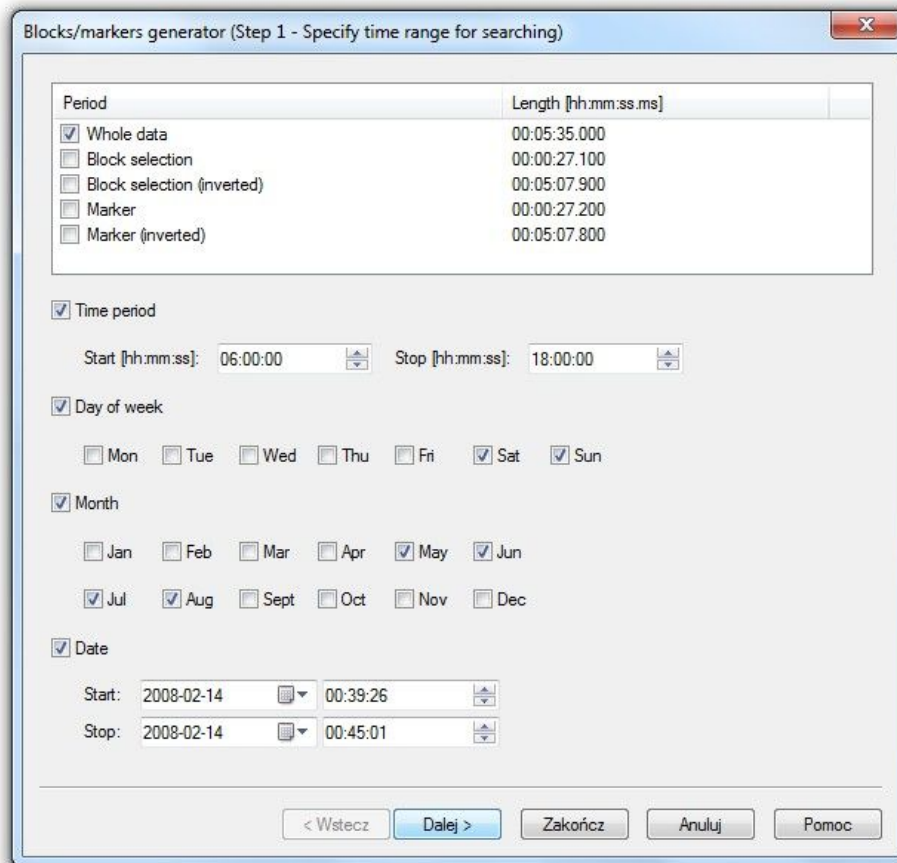 Blocks/markers generator (Step 1 - Specify time range for searching)
Period Length [hh:mm:ss.ms]
Whole data 00:05:35.000
Block selection 00:00:27.100
Block selection (inverted) 00:05:07.900
Marker 00:00:27.200
Marker (inverted) 00:05:07.800
Time period
Start [hh:mm:ss]: 06:00:00 Stop [hh:mm:ss]: 18:00:00
Day of week
Mon Tue Wed Thu Fri Sat Sun
Month
Jan Feb Mar Apr May Jun
Jul Aug Sept Oct Nov Dec
Date
Start: 2008-02-14 00:39:26
Stop: 2008-02-14 00:45:01
< Wstecz Dalej > Zakończ Anuluj Pomoc